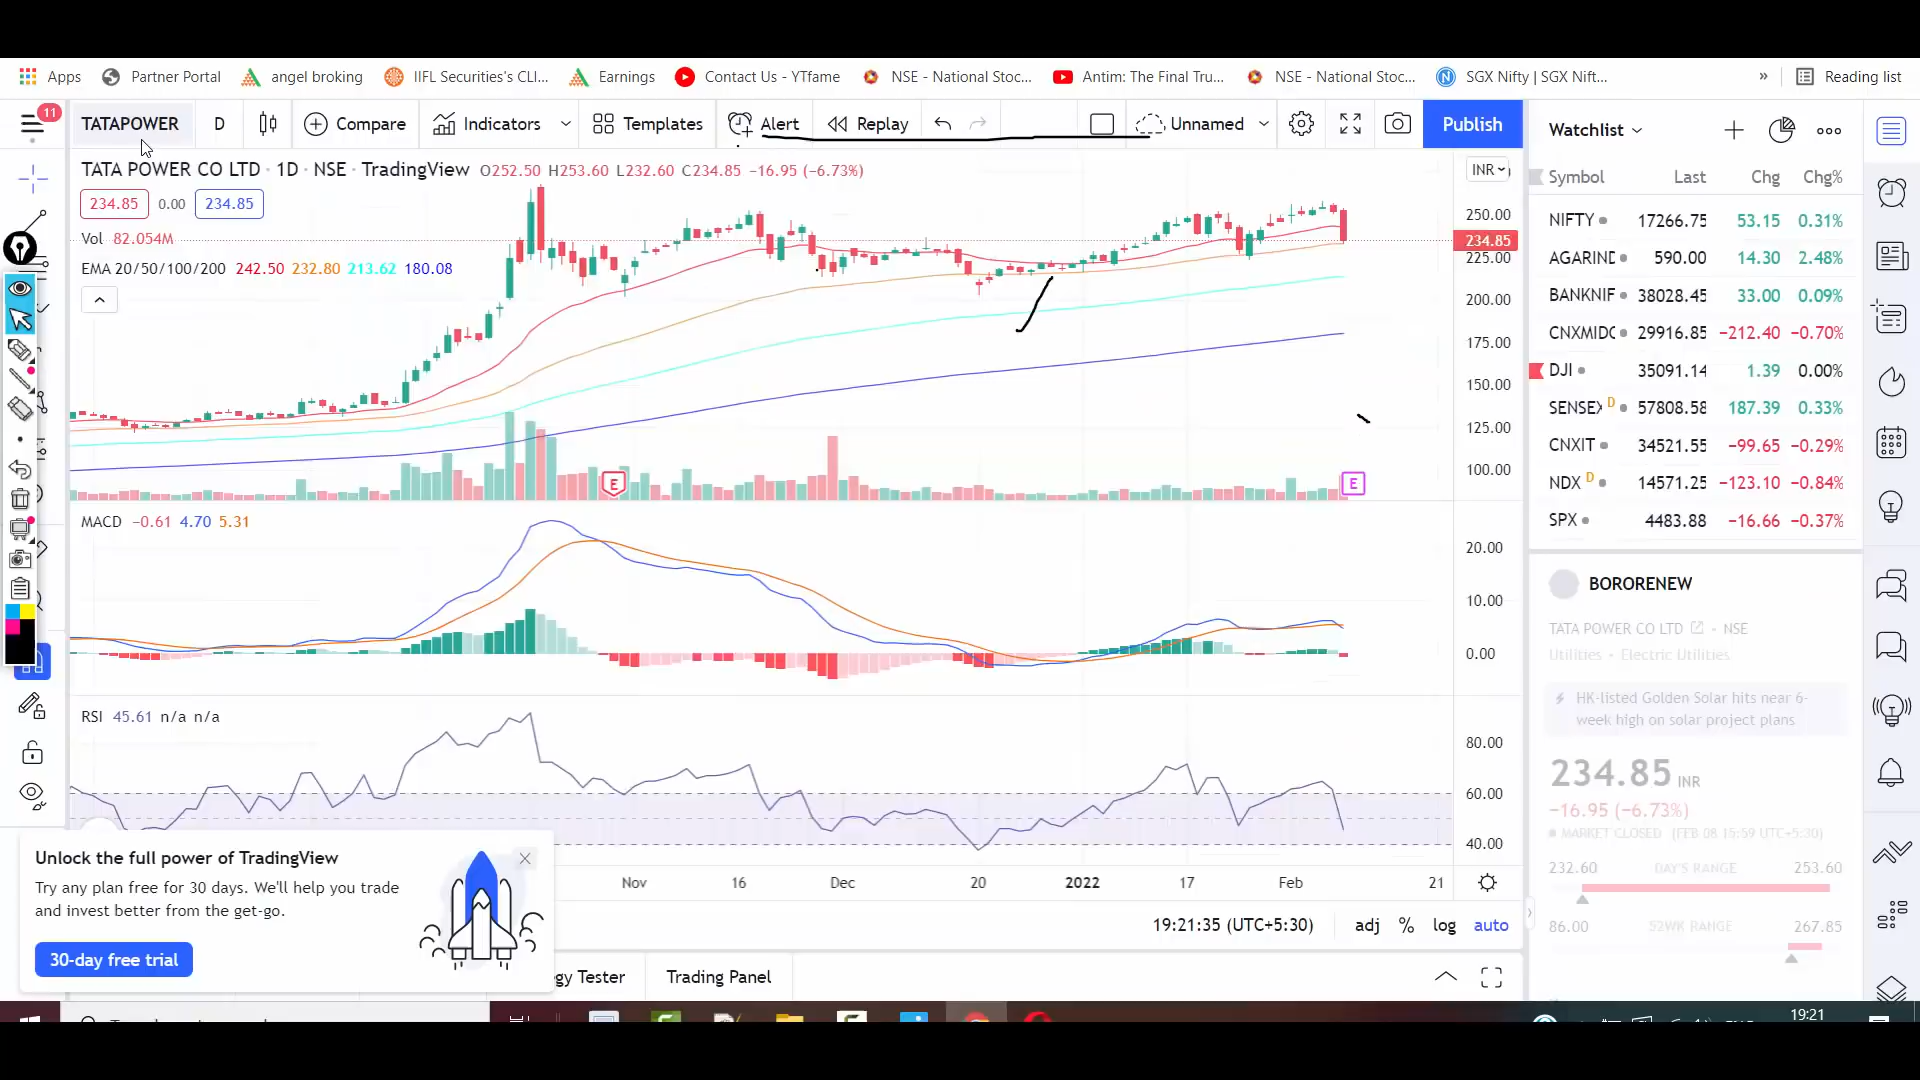 Apps Partner Portal angel broking IIFL Securities's CLI... Earnings Contact Us - YTfame NSE - National Stoc... Antim: The Final Tru... NSE - National Stoc... SGX Nifty | SGX Nift... » Reading list
11
TATAPOWER D Compare Indicators Templates Alert Replay Unnamed Publish
Watchlist
TATA POWER CO LTD · 1D · NSE · TradingView O252.50 H253.60 L232.60 C234.85 −16.95 (−6.73%)
INR
234.85 0.00 234.85
Vol 82.054M
EMA 20/50/100/200 242.50 232.80 213.62 180.08
250.00
234.85
225.00
200.00
175.00
150.00
125.00
100.00
E
E
MACD −0.61 4.70 5.31
20.00
10.00
0.00
RSI 45.61 n/a n/a
80.00
60.00
40.00
Nov 16 Dec 20 2022 17 Feb 21
19:21:35 (UTC+5:30) adj % log auto
Unlock the full power of TradingView
Try any plan free for 30 days. We'll help you trade
and invest better from the get-go.
30-day free trial
gy Tester Trading Panel
Symbol Last Chg Chg%
NIFTY 17266.75 53.15 0.31%
AGARIND 590.00 14.30 2.48%
BANKNIF 38028.45 33.00 0.09%
CNXMIDC 29916.85 −212.40 −0.70%
DJI 35091.14 1.39 0.00%
SENSEX D 57808.58 187.39 0.33%
CNXIT 34521.55 −99.65 −0.29%
NDX D 14571.25 −123.10 −0.84%
SPX 4483.88 −16.66 −0.37%
BORORENEW
TATA POWER CO LTD · NSE
Utilities · Electric Utilities
HK-listed Golden Solar hits near 6-
week high on solar project plans
234.85 INR
−16.95 (−6.73%)
MARKET CLOSED (FEB 08 15:59 UTC+5:30)
232.60 DAY'S RANGE 253.60
86.00 52WK RANGE 267.85
19:21